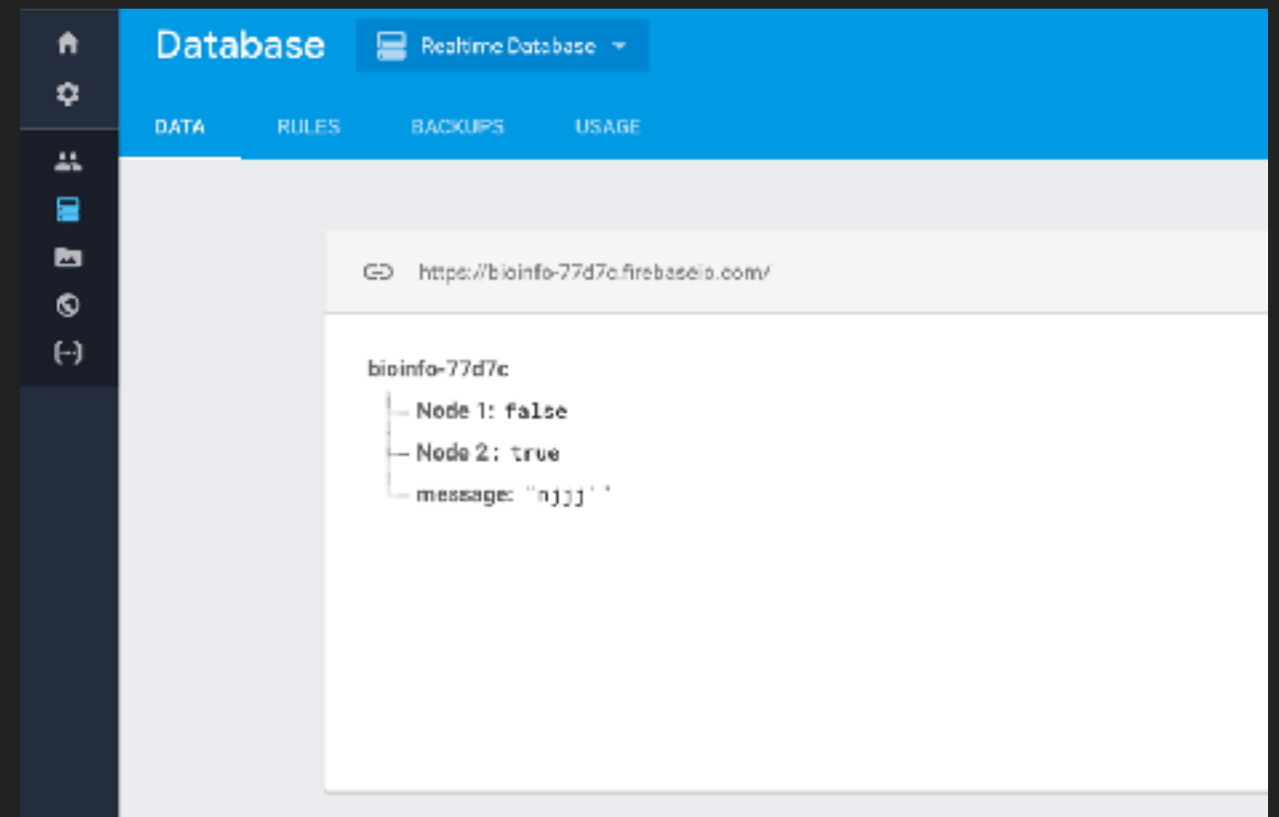 Database Realtime Database
DATA RULES BACKUPS USAGE
https://bioinfo-77d7c.firebaseio.com/
bioinfo-77d7c
Node 1: false
Node 2: true
message: "njjj''